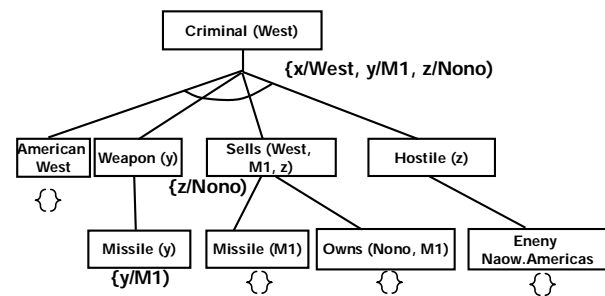 Criminal (West)
{x/West, y/M1, z/Nono)
American
West
Weapon (y)
Sells (West,
M1, z)
Hostile (z)
{}
{z/Nono)
Missile (y)
Missile (M1)
Owns (Nono, M1)
Eneny
Naow.Americas
{y/M1)
{}
{}
{}